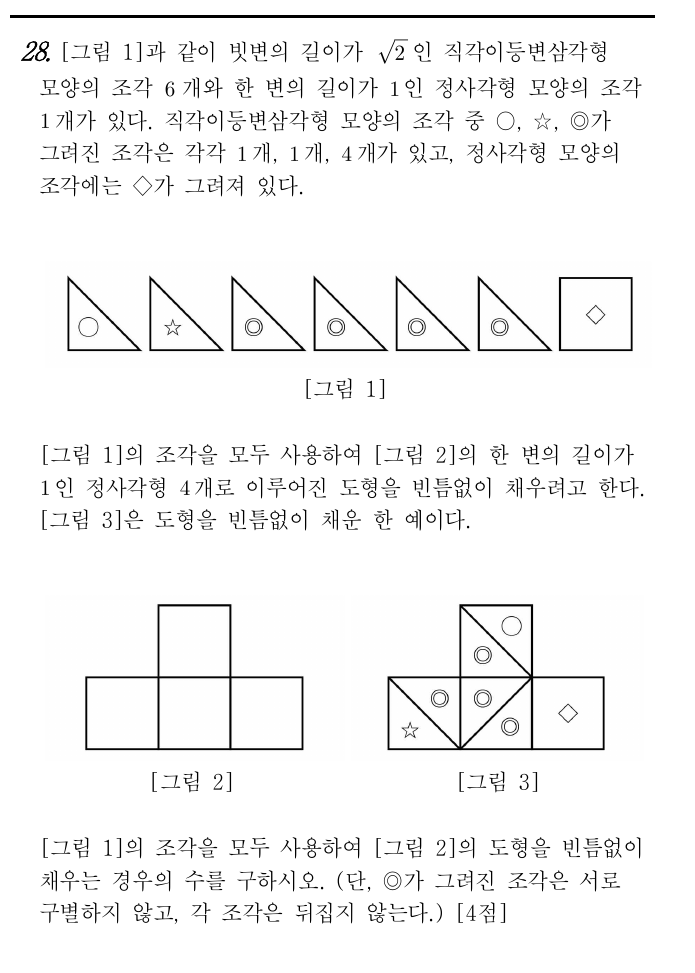 28. [그림 1]과 같이 빗변의 길이가 √2 인 직각이등변삼각형
모양의 조각 6개와 한 변의 길이가 1인 정사각형 모양의 조각
1개가 있다. 직각이등변삼각형 모양의 조각 중 ○, ☆, ◎가
그려진 조각은 각각 1개, 1개, 4개가 있고, 정사각형 모양의
조각에는 ◇가 그려져 있다.
○ ☆ ◎ ◎ ◎ ◎ ◇
[그림 1]
[그림 1]의 조각을 모두 사용하여 [그림 2]의 한 변의 길이가
1인 정사각형 4개로 이루어진 도형을 빈틈없이 채우려고 한다.
[그림 3]은 도형을 빈틈없이 채운 한 예이다.
○
◎
◎ ◎ ◇
☆ ◎
[그림 2] [그림 3]
[그림 1]의 조각을 모두 사용하여 [그림 2]의 도형을 빈틈없이
채우는 경우의 수를 구하시오. (단, ◎가 그려진 조각은 서로
구별하지 않고, 각 조각은 뒤집지 않는다.) [4점]